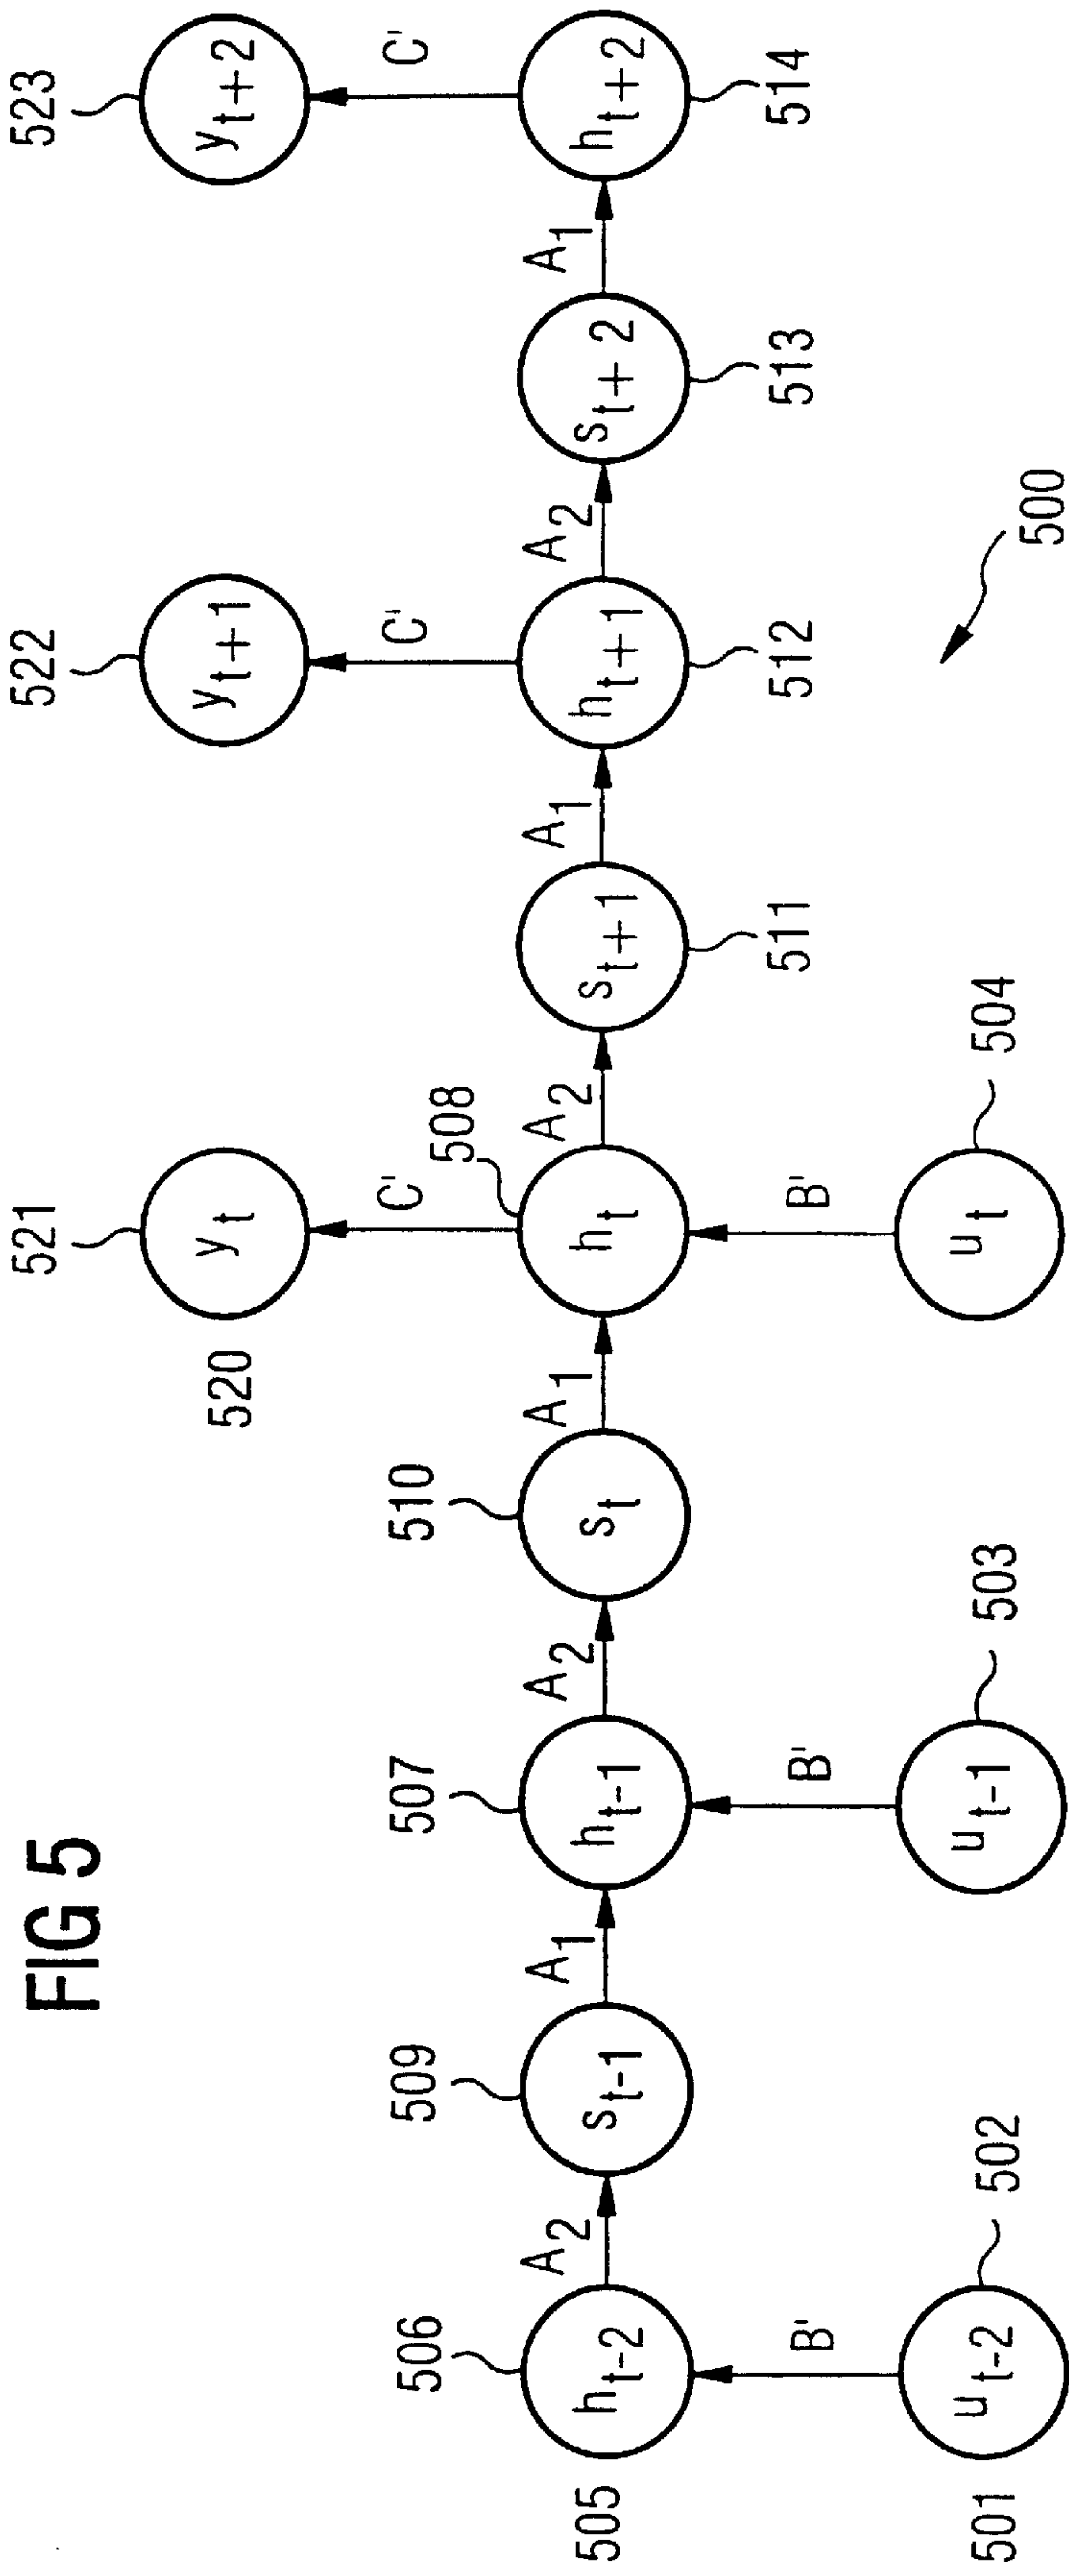 FIG 5
521
522
523
y t
y t+1
y t+2
520
C'
C'
C'
506
509
507
510
508
h t-2
A2
s t-1
A1
h t-1
A2
s t
A1
h t
A2
s t+1
A1
h t+1
A2
s t+2
A1
h t+2
505
511
512
513
514
B'
B'
B'
502
503
504
u t-2
u t-1
u t
501
500